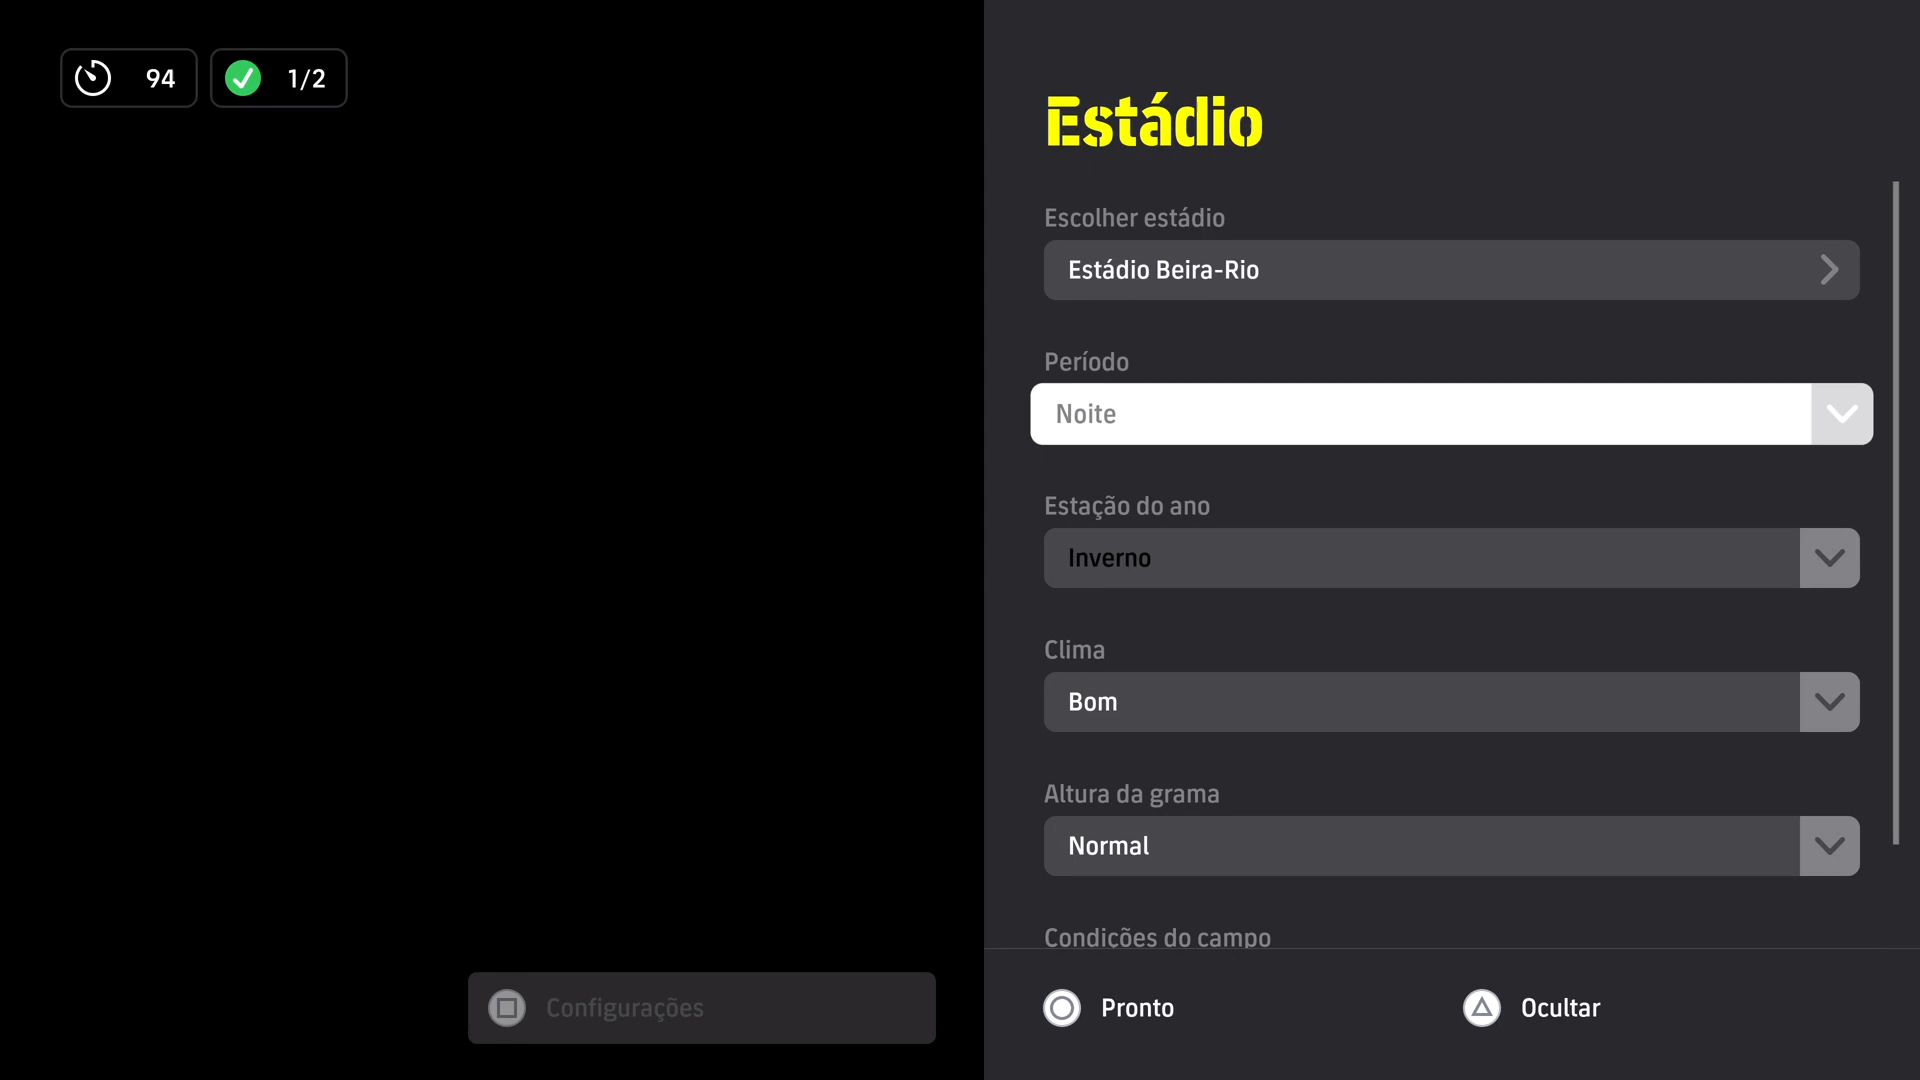 94
1/2
Estádio
Escolher estádio
Estádio Beira-Rio
Período
Noite
Estação do ano
Inverno
Clima
Bom
Altura da grama
Normal
Condições do campo
Configurações
Pronto
Ocultar